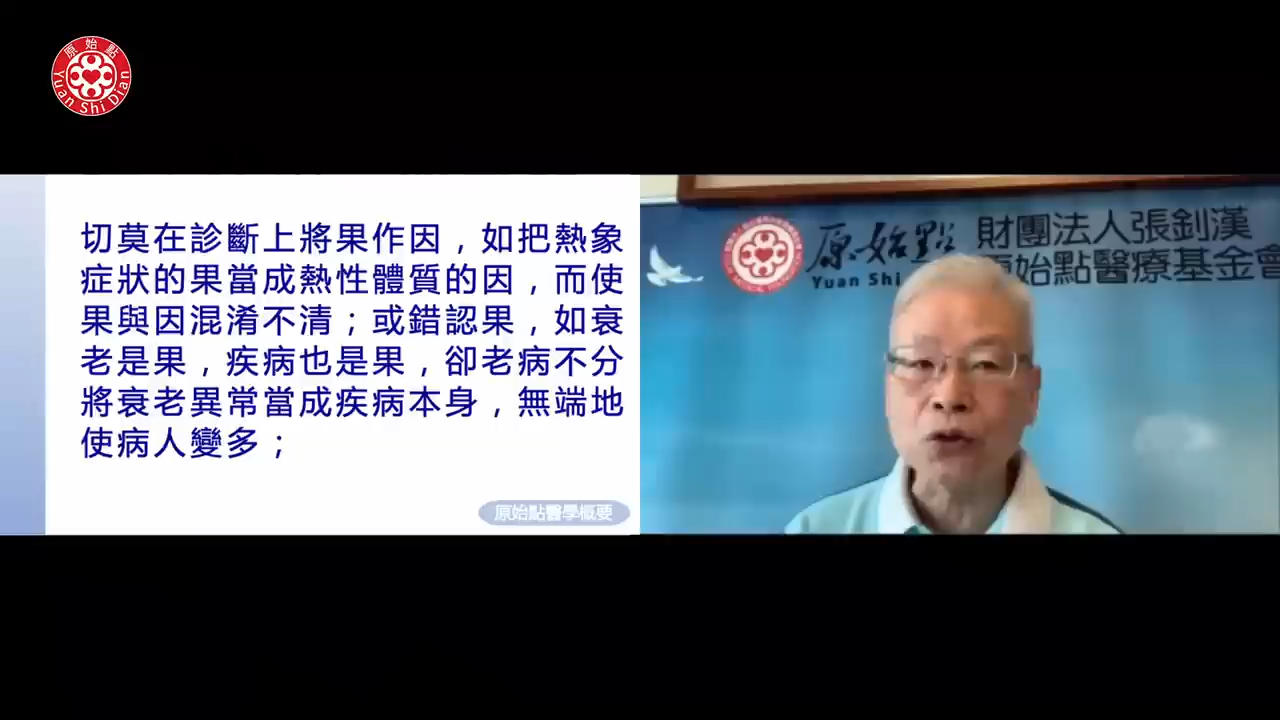 原始點
Yuan Shi Dian
切莫在診斷上將果作因，如把熱象
症狀的果當成熱性體質的因，而使
果與因混淆不清；或錯認果，如衰
老是果，疾病也是果，卻老病不分
將衰老異常當成疾病本身，無端地
使病人變多；
原始點醫學概要
原始點
Yuan Shi
財團法人張釗漢
原始點醫療基金會